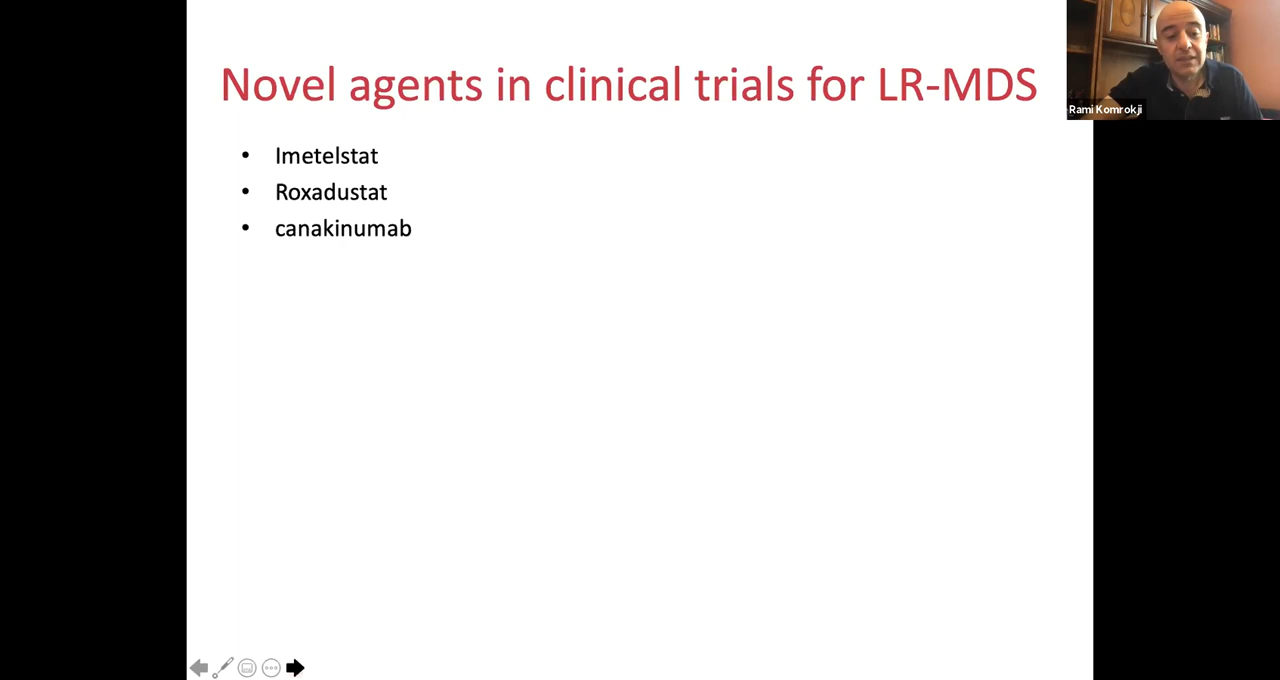 Novel agents in clinical trials for LR-MDS
Rami Komrokji
• Imetelstat
• Roxadustat
• canakinumab